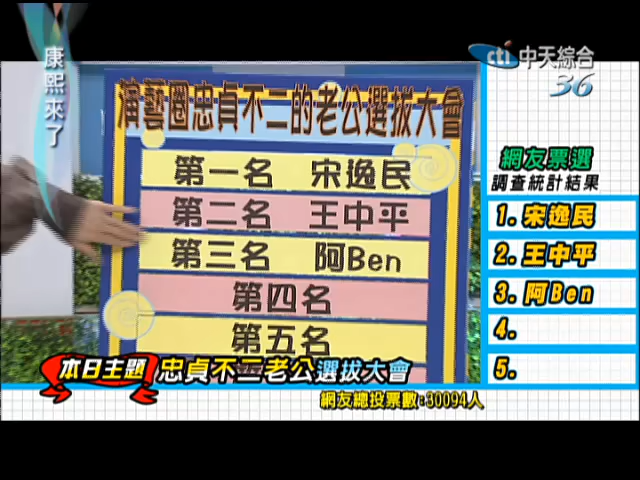 康熙來了
cti 中天綜合
36
演藝圈忠貞不二的老公選拔大會
第一名 宋逸民
第二名 王中平
第三名 阿Ben
第四名
第五名
網友票選
調查統計結果
1. 宋逸民
2. 王中平
3. 阿Ben
4.
5.
本日主題 忠貞不二老公選拔大會
網友總投票數:30094人